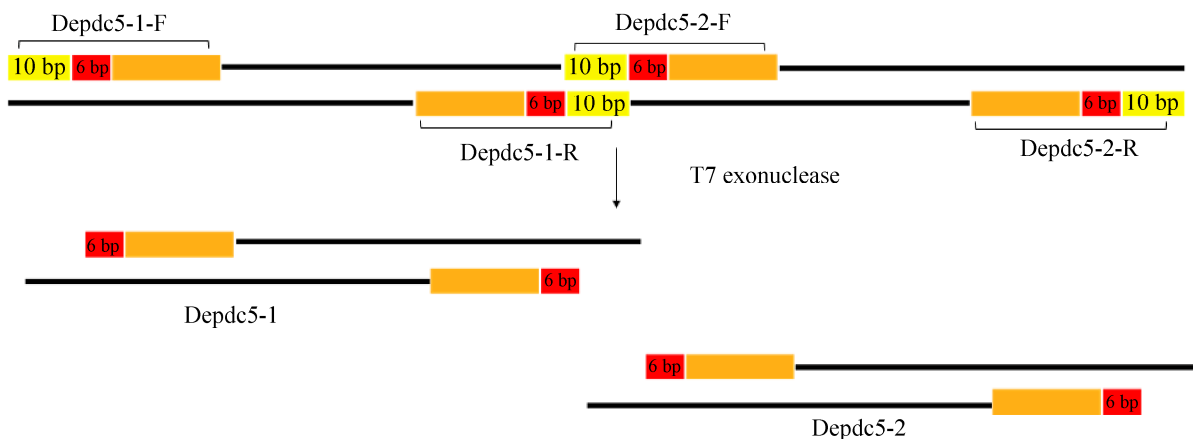 Depdc5-1-F
Depdc5-2-F
10 bp 6 bp 10 bp 6 bp
6 bp 10 bp 6 bp 10 bp
Depdc5-1-R
Depdc5-2-R
T7 exonuclease
6 bp
6 bp
Depdc5-1
6 bp
6 bp
Depdc5-2